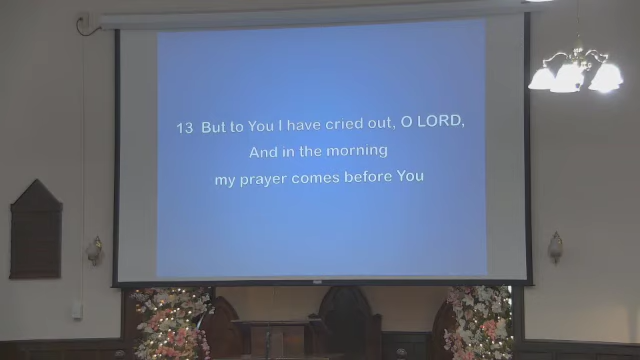 13 But to You I have cried out, O LORD,
And in the morning
my prayer comes before You